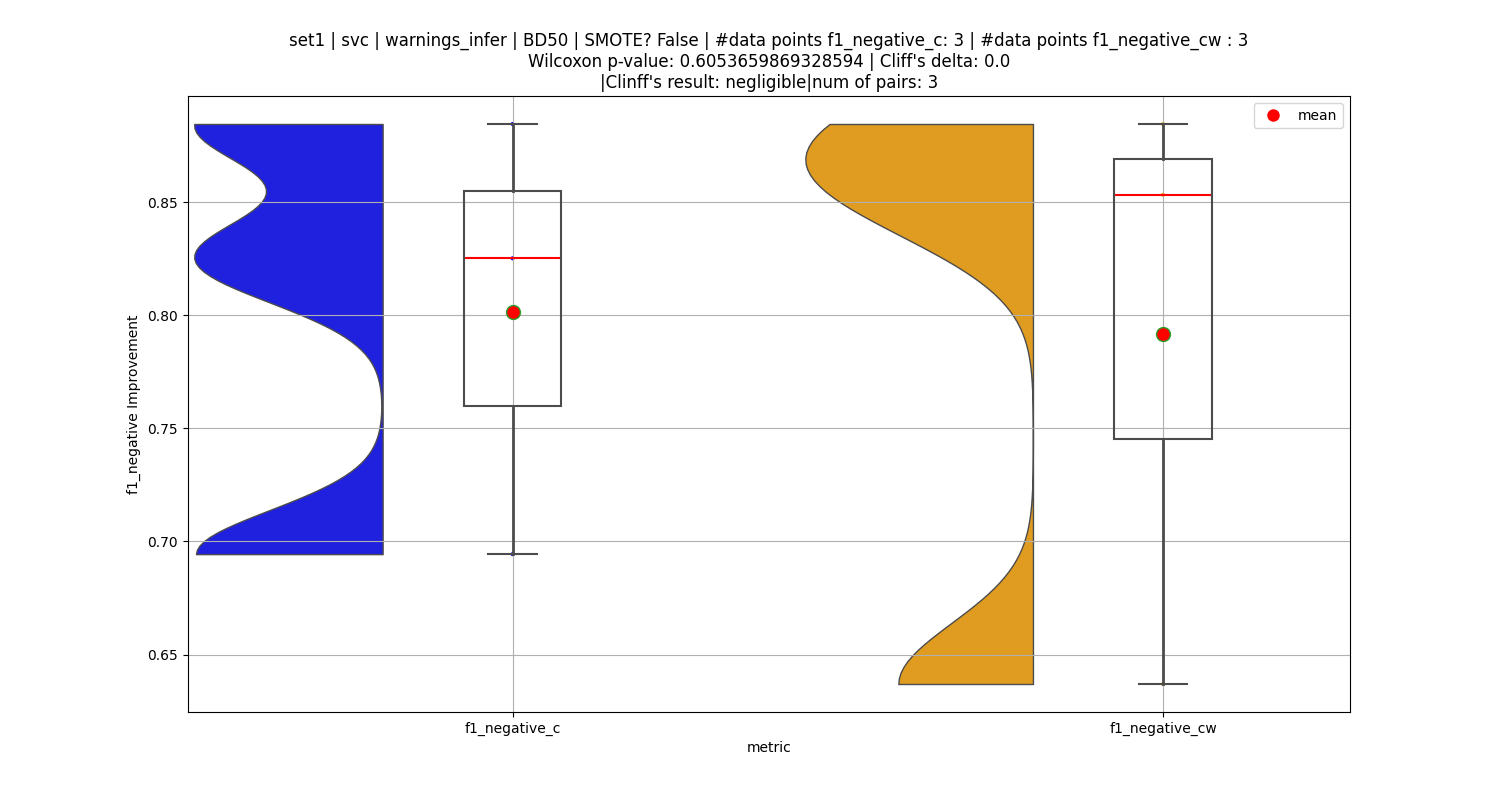 set1 | svc | warnings_infer | BD50 | SMOTE? False | #data points f1_negative_c: 3 | #data points f1_negative_cw : 3
Wilcoxon p-value: 0.6053659869328594 | Cliff's delta: 0.0
|Clinff's result: negligible|num of pairs: 3
mean
0.85
0.80
0.75
0.70
0.65
f1_negative Improvement
f1_negative_c
f1_negative_cw
metric